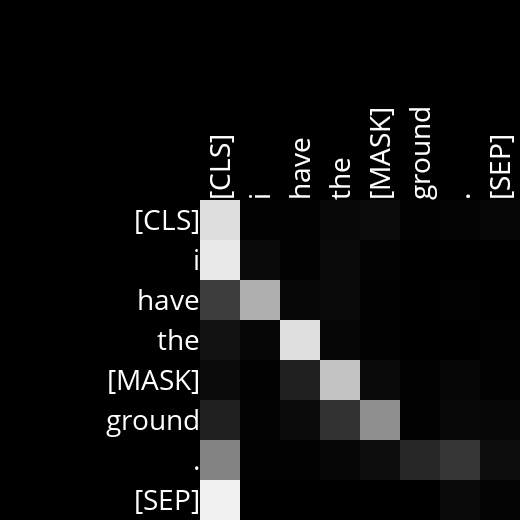 [CLS] i have the [MASK] ground . [SEP]
[CLS]
i
have
the
[MASK]
ground
.
[SEP]